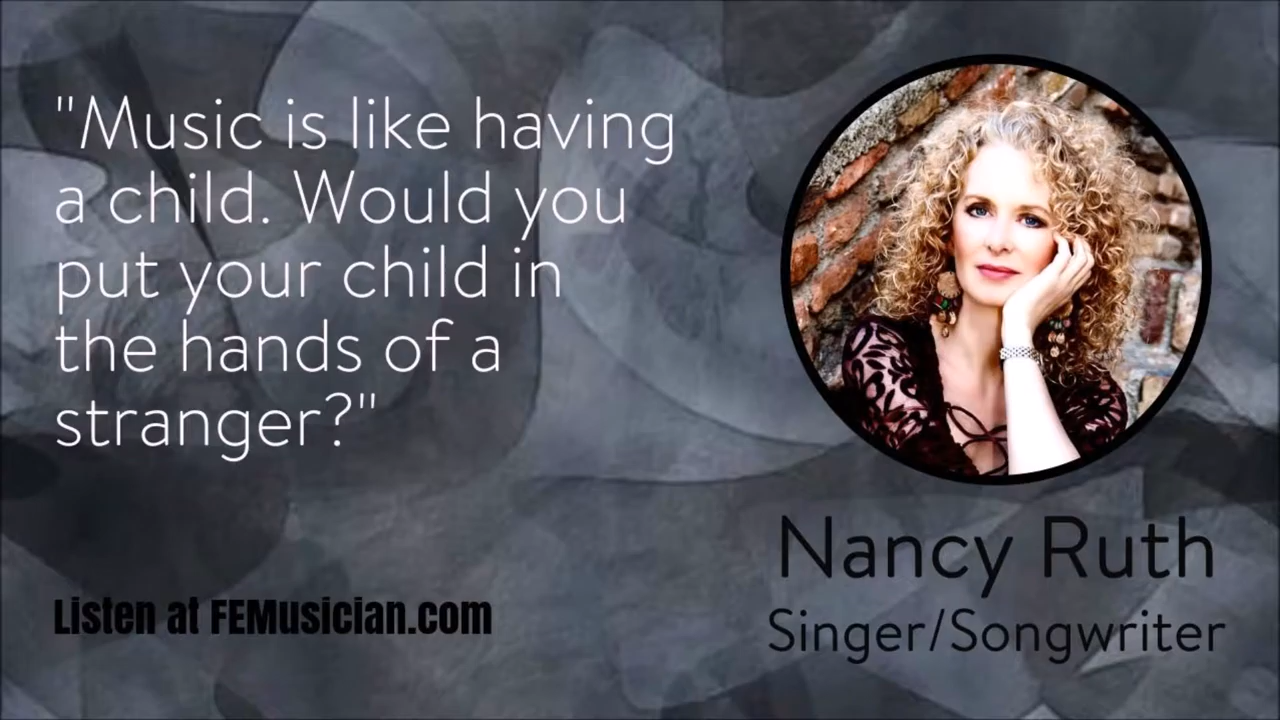 "Music is like having
a child. Would you
put your child in
the hands of a
stranger?"
Listen at FEMusician.com
Nancy Ruth
Singer/Songwriter